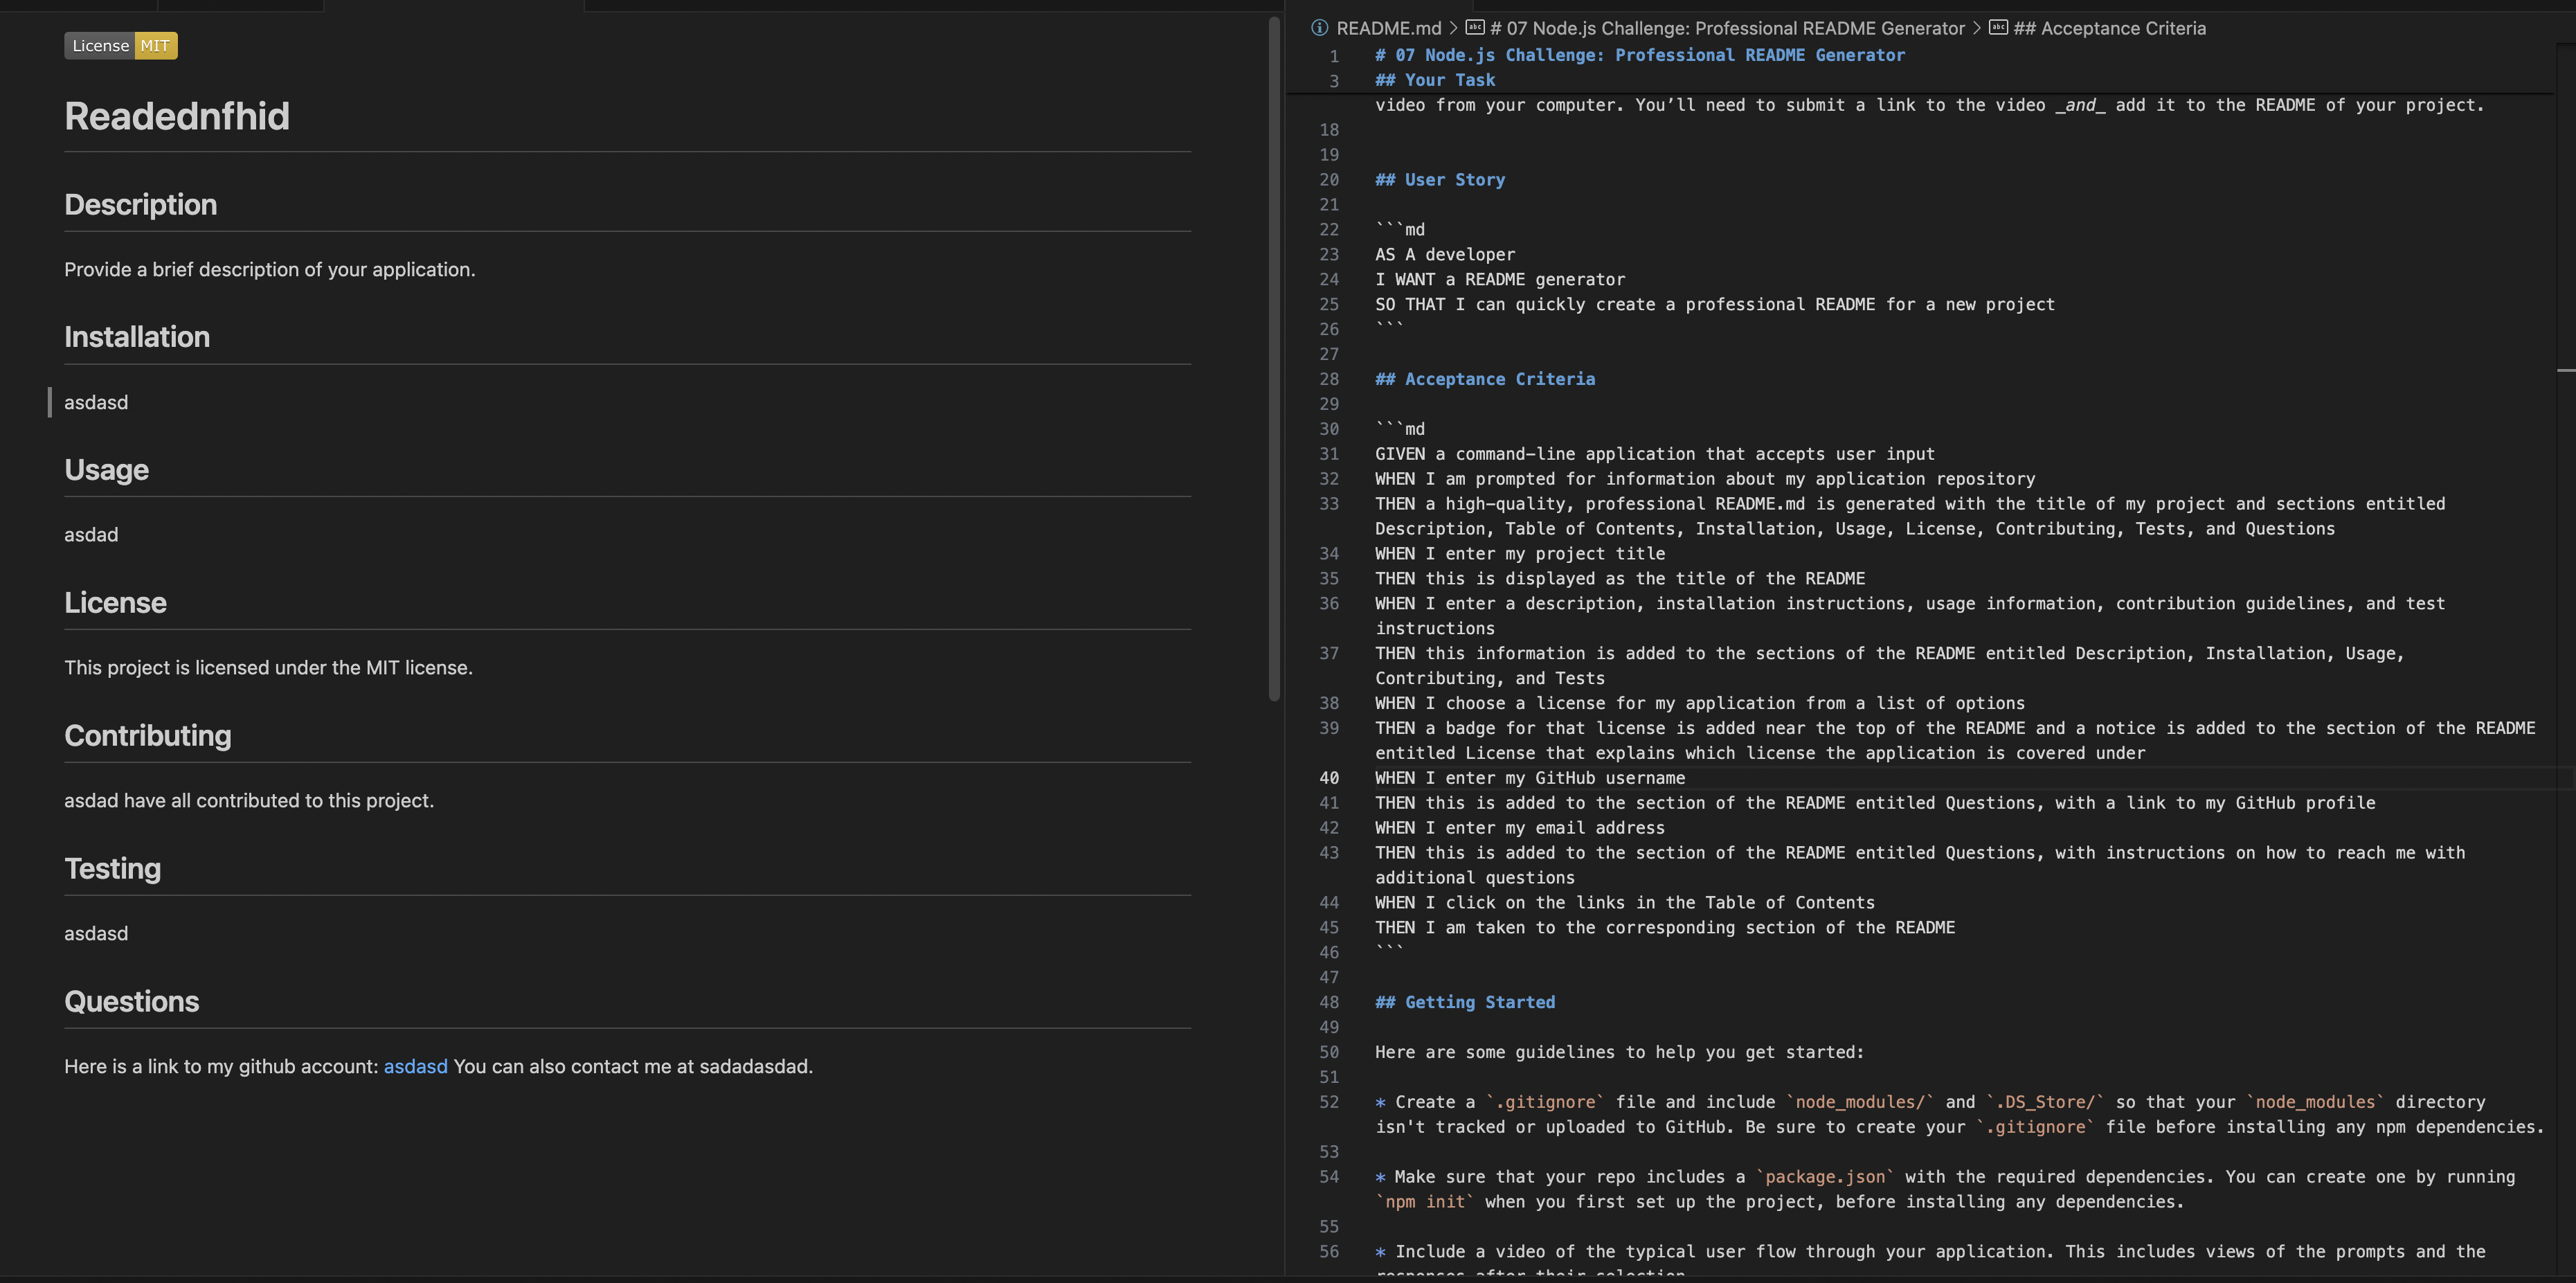 License MIT
Readednfhid
Description
Provide a brief description of your application.
Installation
asdasd
Usage
asdad
License
This project is licensed under the MIT license.
Contributing
asdad have all contributed to this project.
Testing
asdasd
Questions
Here is a link to my github account: asdasd You can also contact me at sadadasdad.
README.md > # 07 Node.js Challenge: Professional README Generator > ## Acceptance Criteria
1 # 07 Node.js Challenge: Professional README Generator
3 ## Your Task
video from your computer. You’ll need to submit a link to the video _and_ add it to the README of your project.
18
19
20 ## User Story
21
22 ```md
23 AS A developer
24 I WANT a README generator
25 SO THAT I can quickly create a professional README for a new project
26 ```
27
28 ## Acceptance Criteria
29
30 ```md
31 GIVEN a command-line application that accepts user input
32 WHEN I am prompted for information about my application repository
33 THEN a high-quality, professional README.md is generated with the title of my project and sections entitled
Description, Table of Contents, Installation, Usage, License, Contributing, Tests, and Questions
34 WHEN I enter my project title
35 THEN this is displayed as the title of the README
36 WHEN I enter a description, installation instructions, usage information, contribution guidelines, and test
instructions
37 THEN this information is added to the sections of the README entitled Description, Installation, Usage,
Contributing, and Tests
38 WHEN I choose a license for my application from a list of options
39 THEN a badge for that license is added near the top of the README and a notice is added to the section of the README
entitled License that explains which license the application is covered under
40 WHEN I enter my GitHub username
41 THEN this is added to the section of the README entitled Questions, with a link to my GitHub profile
42 WHEN I enter my email address
43 THEN this is added to the section of the README entitled Questions, with instructions on how to reach me with
additional questions
44 WHEN I click on the links in the Table of Contents
45 THEN I am taken to the corresponding section of the README
46 ```
47
48 ## Getting Started
49
50 Here are some guidelines to help you get started:
51
52 * Create a `.gitignore` file and include `node_modules/` and `.DS_Store/` so that your `node_modules` directory
isn't tracked or uploaded to GitHub. Be sure to create your `.gitignore` file before installing any npm dependencies.
53
54 * Make sure that your repo includes a `package.json` with the required dependencies. You can create one by running
`npm init` when you first set up the project, before installing any dependencies.
55
56 * Include a video of the typical user flow through your application. This includes views of the prompts and the
responses after their selection